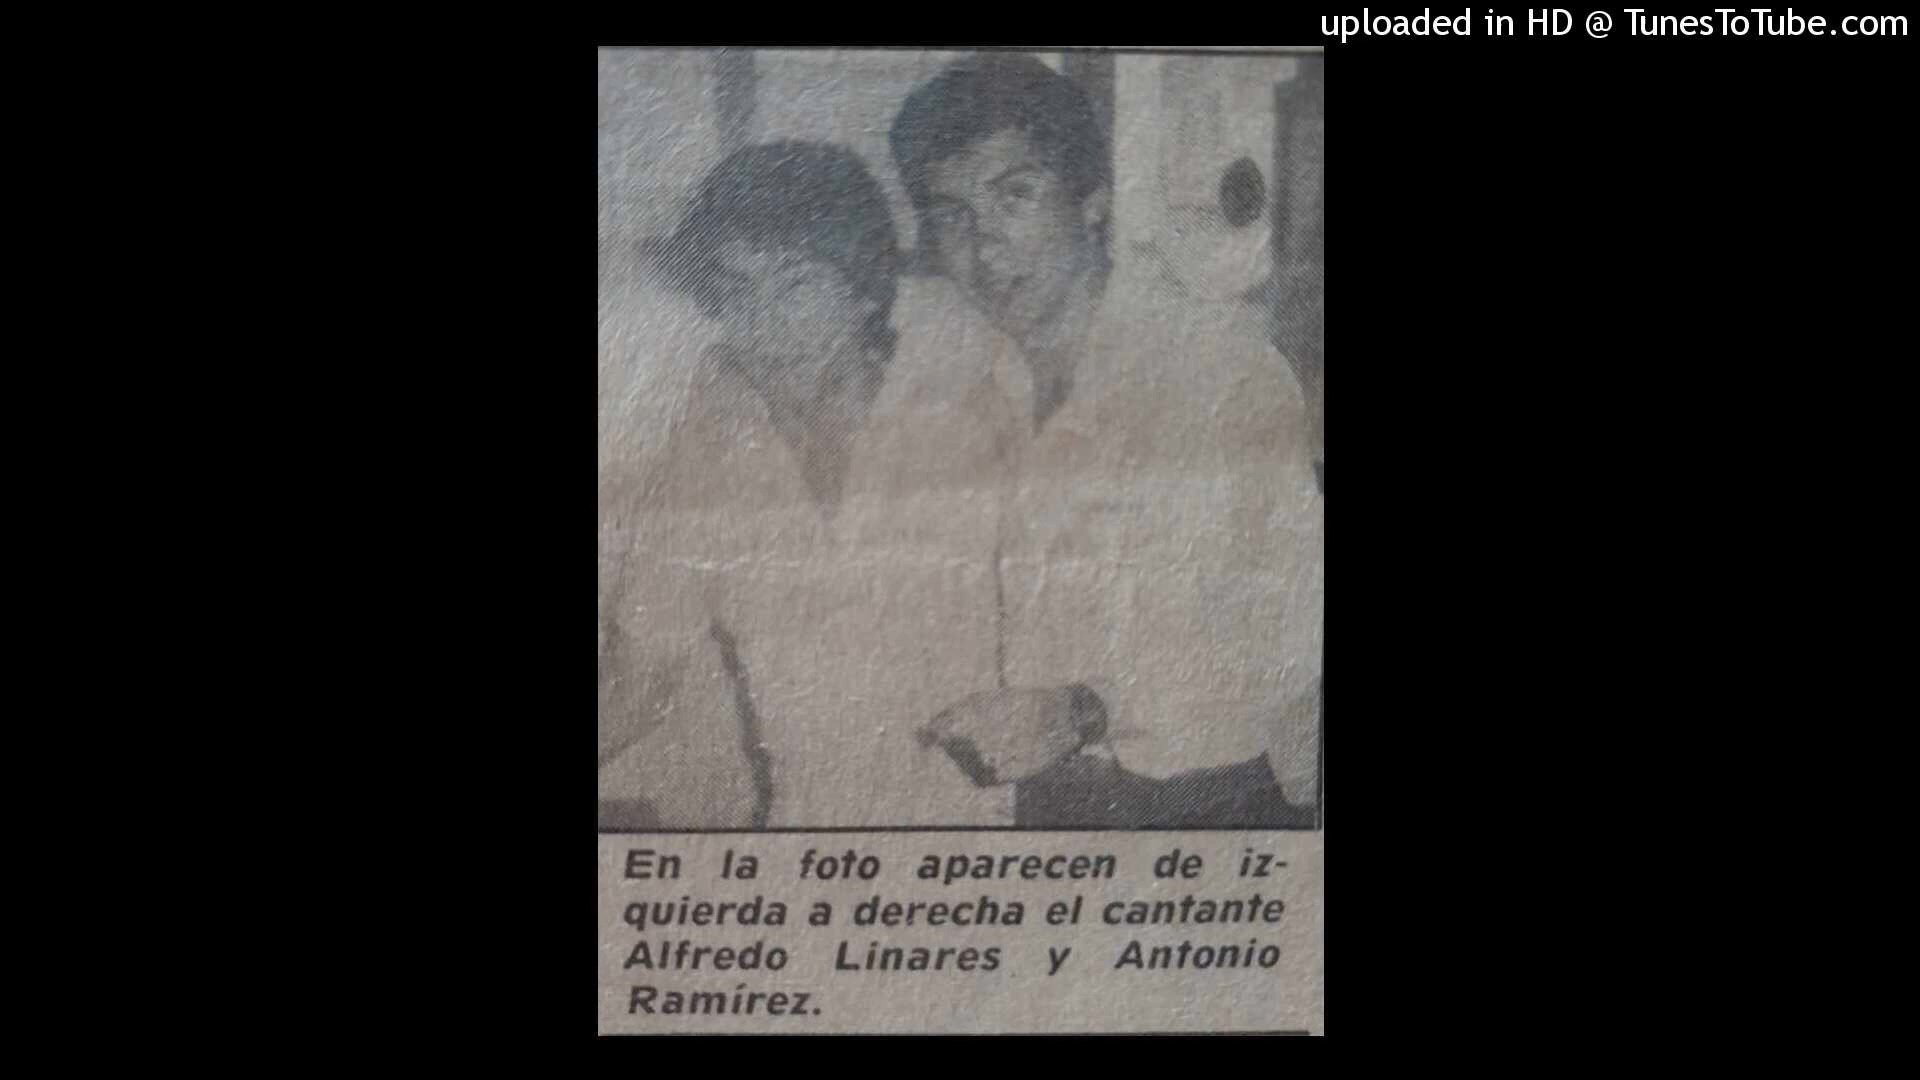 uploaded in HD @ TunesToTube.com
En la foto aparecen de iz-
quierda a derecha el cantante
Alfredo Linares y Antonio
Ramírez.